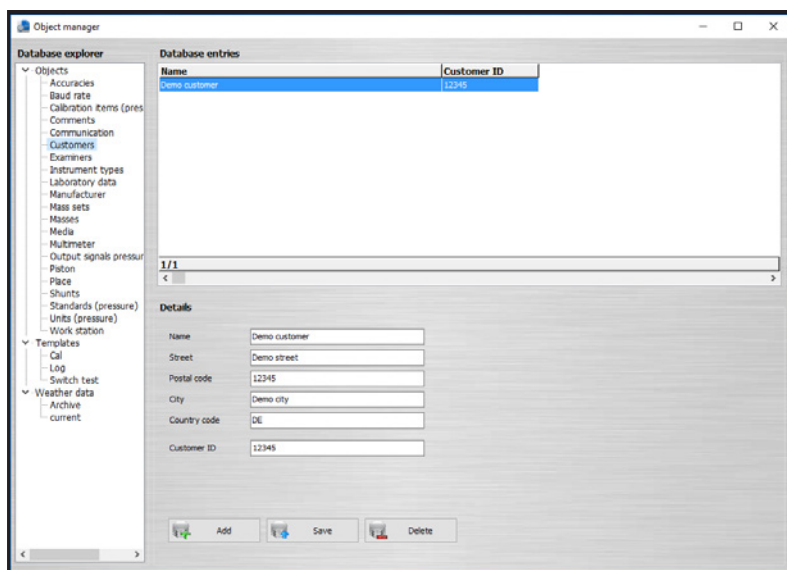 Object manager
Database explorer
Objects
Accuracies
Baud rate
Calibration items (pres
Comments
Communication
Customers
Examiners
Instrument types
Laboratory data
Manufacturer
Mass sets
Masses
Media
Multimeter
Output signals pressur
Piston
Place
Shunts
Standards (pressure)
Units (pressure)
Work station
Templates
Cal
Log
Switch test
Weather data
Archive
current
Database entries
Name Customer ID
Demo customer 12345
1/1
Details
Name Demo customer
Street Demo street
Postal code 12345
City Demo city
Country code DE
Customer ID 12345
Add Save Delete